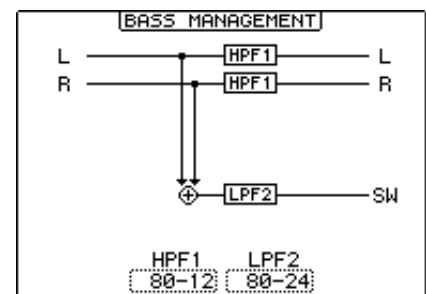 BASS MANAGEMENT
L HPF1 L
R HPF1 R
LPF2 SW
HPF1 LPF2
80-12 80-24